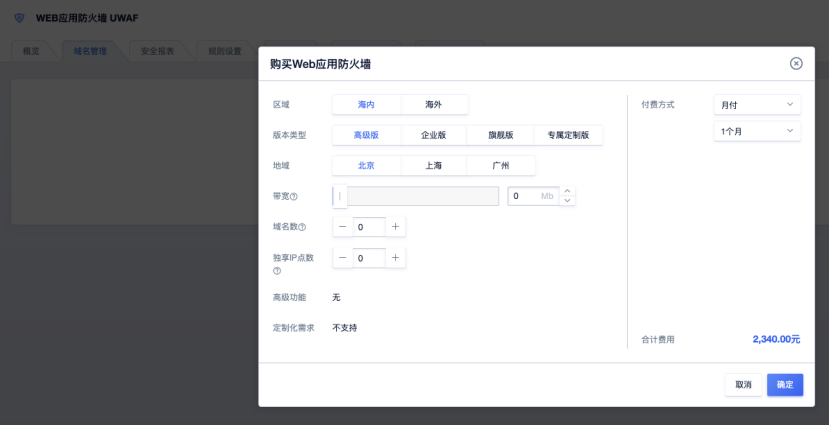 WEB应用防火墙 UWAF
概览 域名管理 安全报表 规则设置
购买Web应用防火墙
区域 海内 海外 付费方式 月付
版本类型 高级版 企业版 旗舰版 专属定制版 1个月
地域 北京 上海 广州
带宽 0 Mb
域名数 0
独享IP点数 0
高级功能 无
定制化需求 不支持
合计费用 2,340.00元
取消 确定